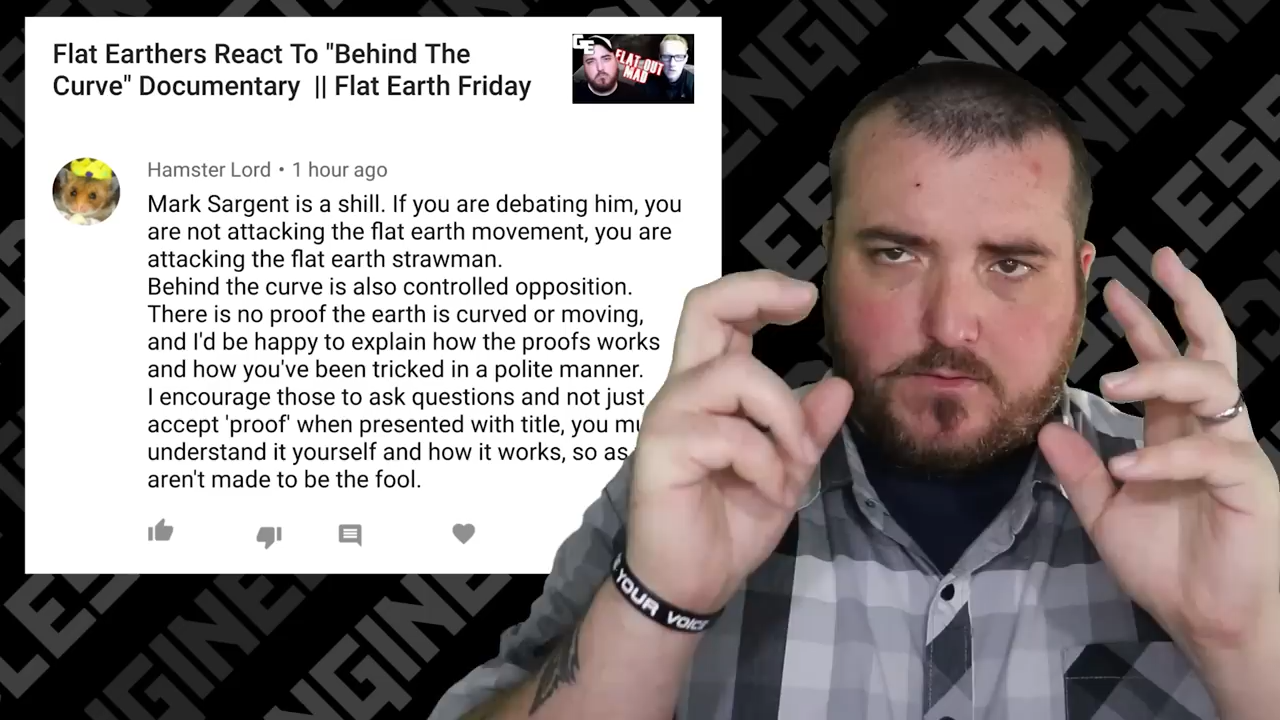 Flat Earthers React To "Behind The
Curve" Documentary || Flat Earth Friday
GE
FLAT OUT
MAD
Hamster Lord • 1 hour ago
Mark Sargent is a shill. If you are debating him, you
are not attacking the flat earth movement, you are
attacking the flat earth strawman.
Behind the curve is also controlled opposition.
There is no proof the earth is curved or moving,
and I'd be happy to explain how the proofs works
and how you've been tricked in a polite manner.
I encourage those to ask questions and not just
accept 'proof' when presented with title, you
understand it yourself and how it works, so as
aren't made to be the fool.
YOUR VOICE
ENGINE